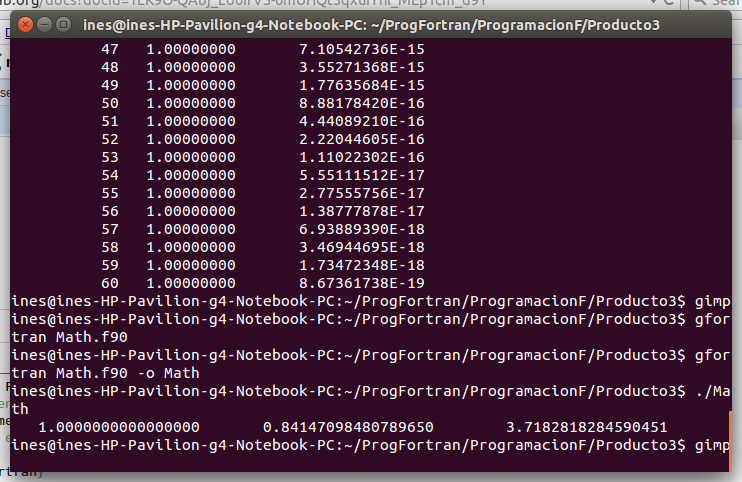 ines@ines-HP-Pavilion-g4-Notebook-PC: ~/ProgFortran/ProgramacionF/Producto3
47 1.00000000 7.10542736E-15
48 1.00000000 3.55271368E-15
49 1.00000000 1.77635684E-15
50 1.00000000 8.88178420E-16
51 1.00000000 4.44089210E-16
52 1.00000000 2.22044605E-16
53 1.00000000 1.11022302E-16
54 1.00000000 5.55111512E-17
55 1.00000000 2.77555756E-17
56 1.00000000 1.38777878E-17
57 1.00000000 6.93889390E-18
58 1.00000000 3.46944695E-18
59 1.00000000 1.73472348E-18
60 1.00000000 8.67361738E-19
ines@ines-HP-Pavilion-g4-Notebook-PC:~/ProgFortran/ProgramacionF/Producto3$ gimp
ines@ines-HP-Pavilion-g4-Notebook-PC:~/ProgFortran/ProgramacionF/Producto3$ gfor
tran Math.f90
ines@ines-HP-Pavilion-g4-Notebook-PC:~/ProgFortran/ProgramacionF/Producto3$ gfor
tran Math.f90 -o Math
ines@ines-HP-Pavilion-g4-Notebook-PC:~/ProgFortran/ProgramacionF/Producto3$ ./Ma
th
1.0000000000000000 0.84147098480789650 3.7182818284590451
ines@ines-HP-Pavilion-g4-Notebook-PC:~/ProgFortran/ProgramacionF/Producto3$ gimp